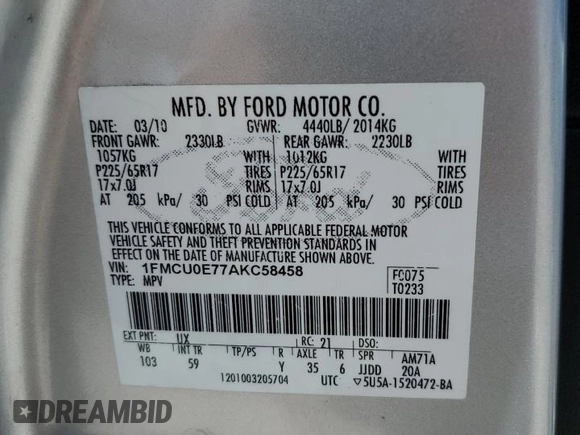 MFD. BY FORD MOTOR CO.
DATE: 03/10 GVWR: 4440LB/ 2014KG
FRONT GAWR: 2330LB REAR GAWR: 2230LB
1057KG WITH 1012KG WITH
P225/65R17 TIRES P225/65R17 TIRES
17x7.0J RIMS 17x7.0J RIMS
AT 205 kPa/ 30 PSI COLD AT 205 kPa/ 30 PSI COLD
THIS VEHICLE CONFORMS TO ALL APPLICABLE FEDERAL MOTOR
VEHICLE SAFETY AND THEFT PREVENTION STANDARDS IN
EFFECT ON THE DATE OF MANUFACTURE SHOWN ABOVE.
VIN: 1FMCU0E77AKC58458 F0075
TYPE: MPV T0233
EXT PNT: UX RC: 21 DSO:
WB INT TR TP/PS R AXLE TR SPR AM71A
103 59 Y 35 6 JJDD 20A
1201003205704 UTC 5U5A-1520472-BA
Ford
DREAMBID